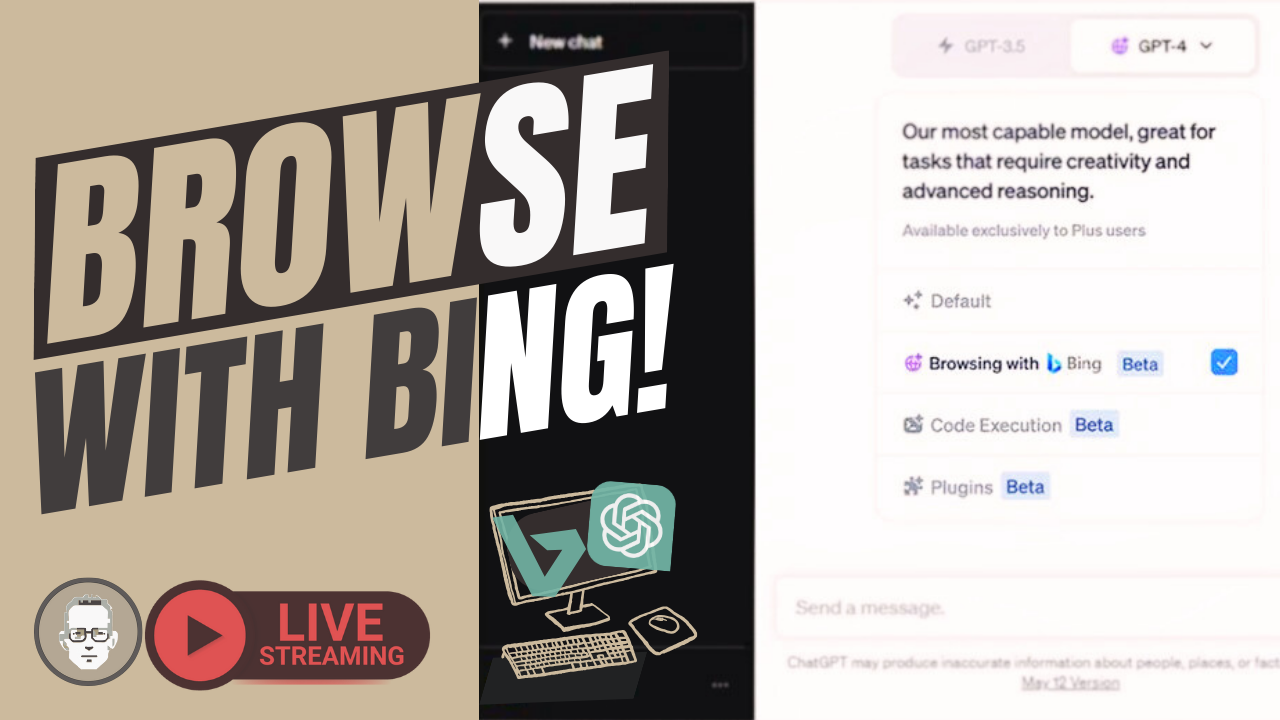 BROWSE
WITH BING!
LIVE
STREAMING
New chat
GPT-3.5
GPT-4
Our most capable model, great for
tasks that require creativity and
advanced reasoning.
Available exclusively to Plus users
Default
Browsing with Bing Beta
Code Execution Beta
Plugins Beta
Send a message.
ChatGPT may produce inaccurate information about people, places, or fact
May 12 Version